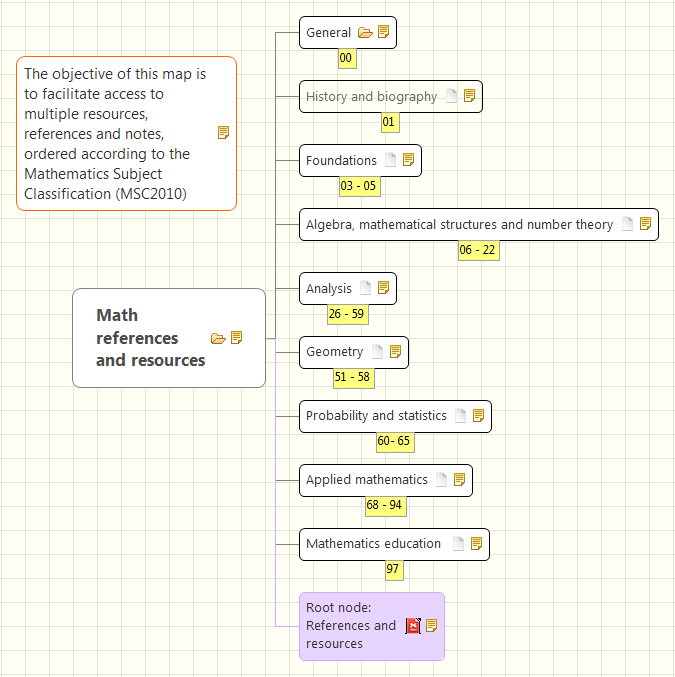 The objective of this map is
to facilitate access to
multiple resources,
references and notes,
ordered according to the
Mathematics Subject
Classification (MSC2010)
Math
references
and resources
General
00
History and biography
01
Foundations
03 - 05
Algebra, mathematical structures and number theory
06 - 22
Analysis
26 - 59
Geometry
51 - 58
Probability and statistics
60- 65
Applied mathematics
68 - 94
Mathematics education
97
Root node:
References and
resources